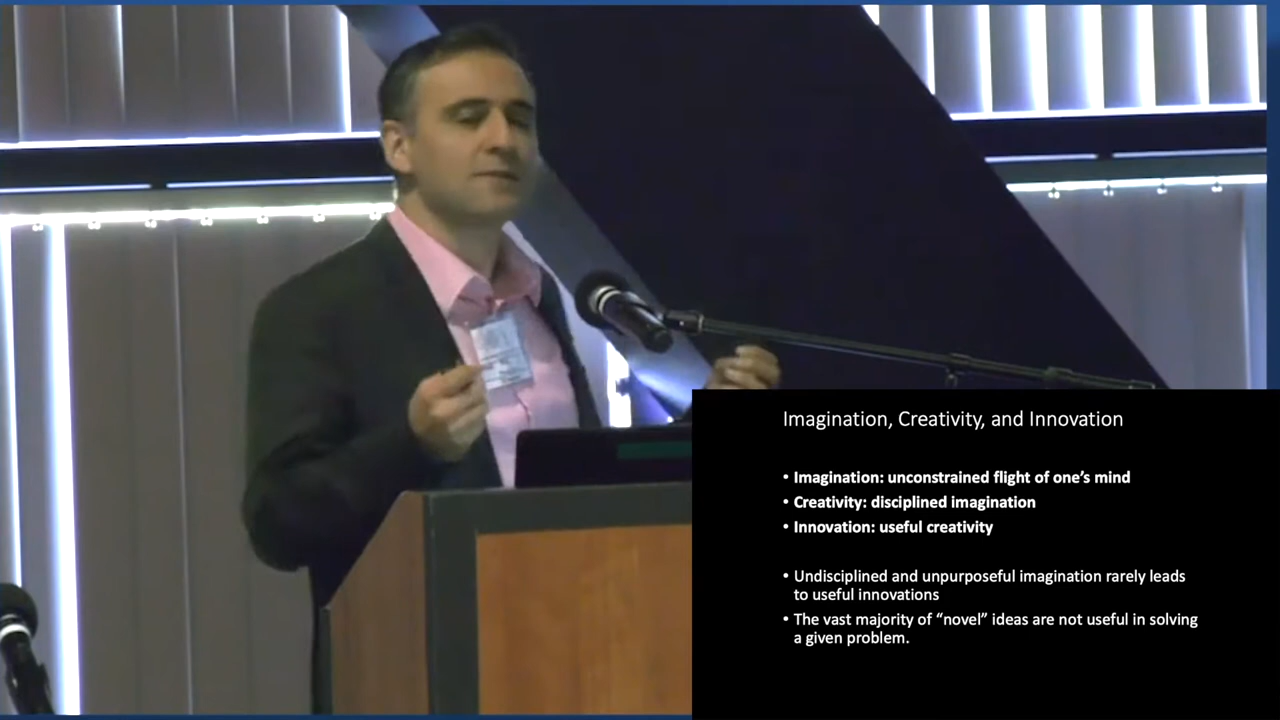 Imagination, Creativity, and Innovation
• Imagination: unconstrained flight of one’s mind
• Creativity: disciplined imagination
• Innovation: useful creativity
• Undisciplined and unpurposeful imagination rarely leads
to useful innovations
• The vast majority of “novel” ideas are not useful in solving
a given problem.